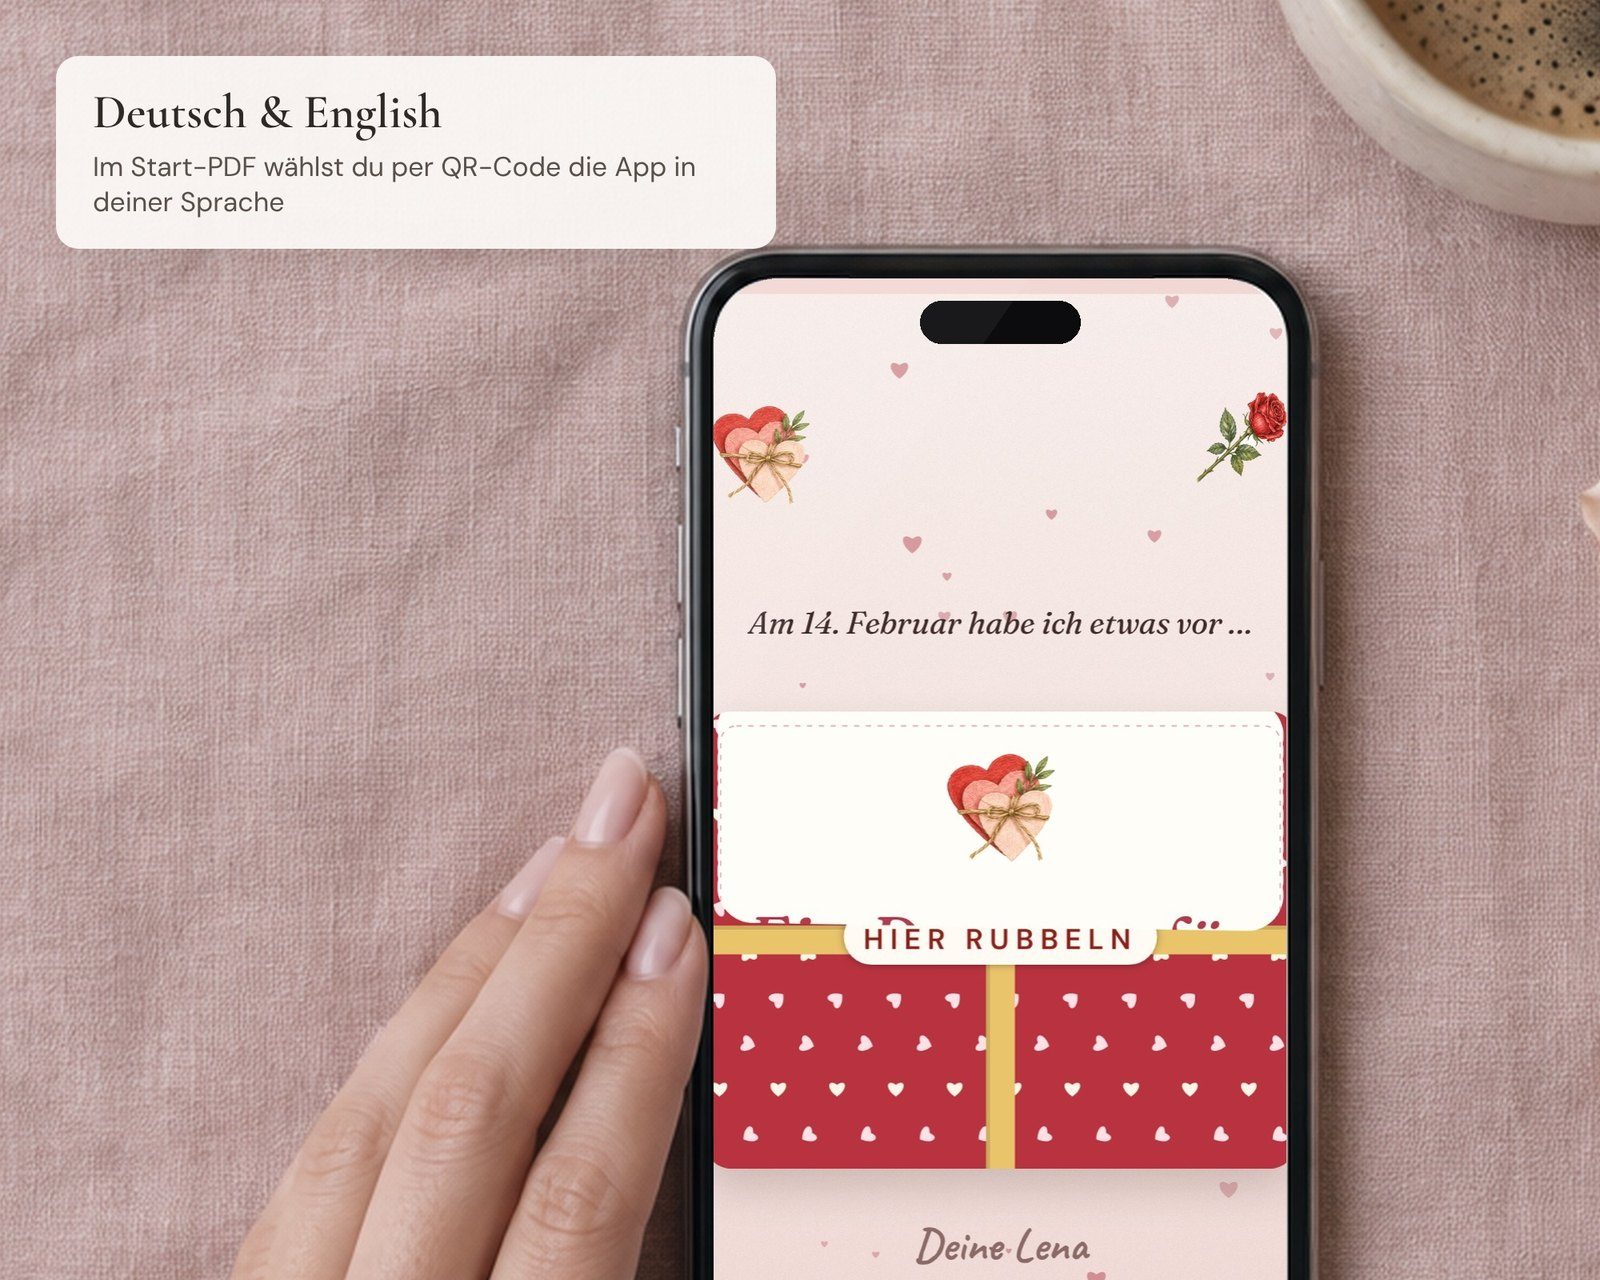 Deutsch & English
Im Start-PDF wählst du per QR-Code die App in
deiner Sprache
Am 14. Februar habe ich etwas vor ...
HIER RUBBELN
Deine Lena